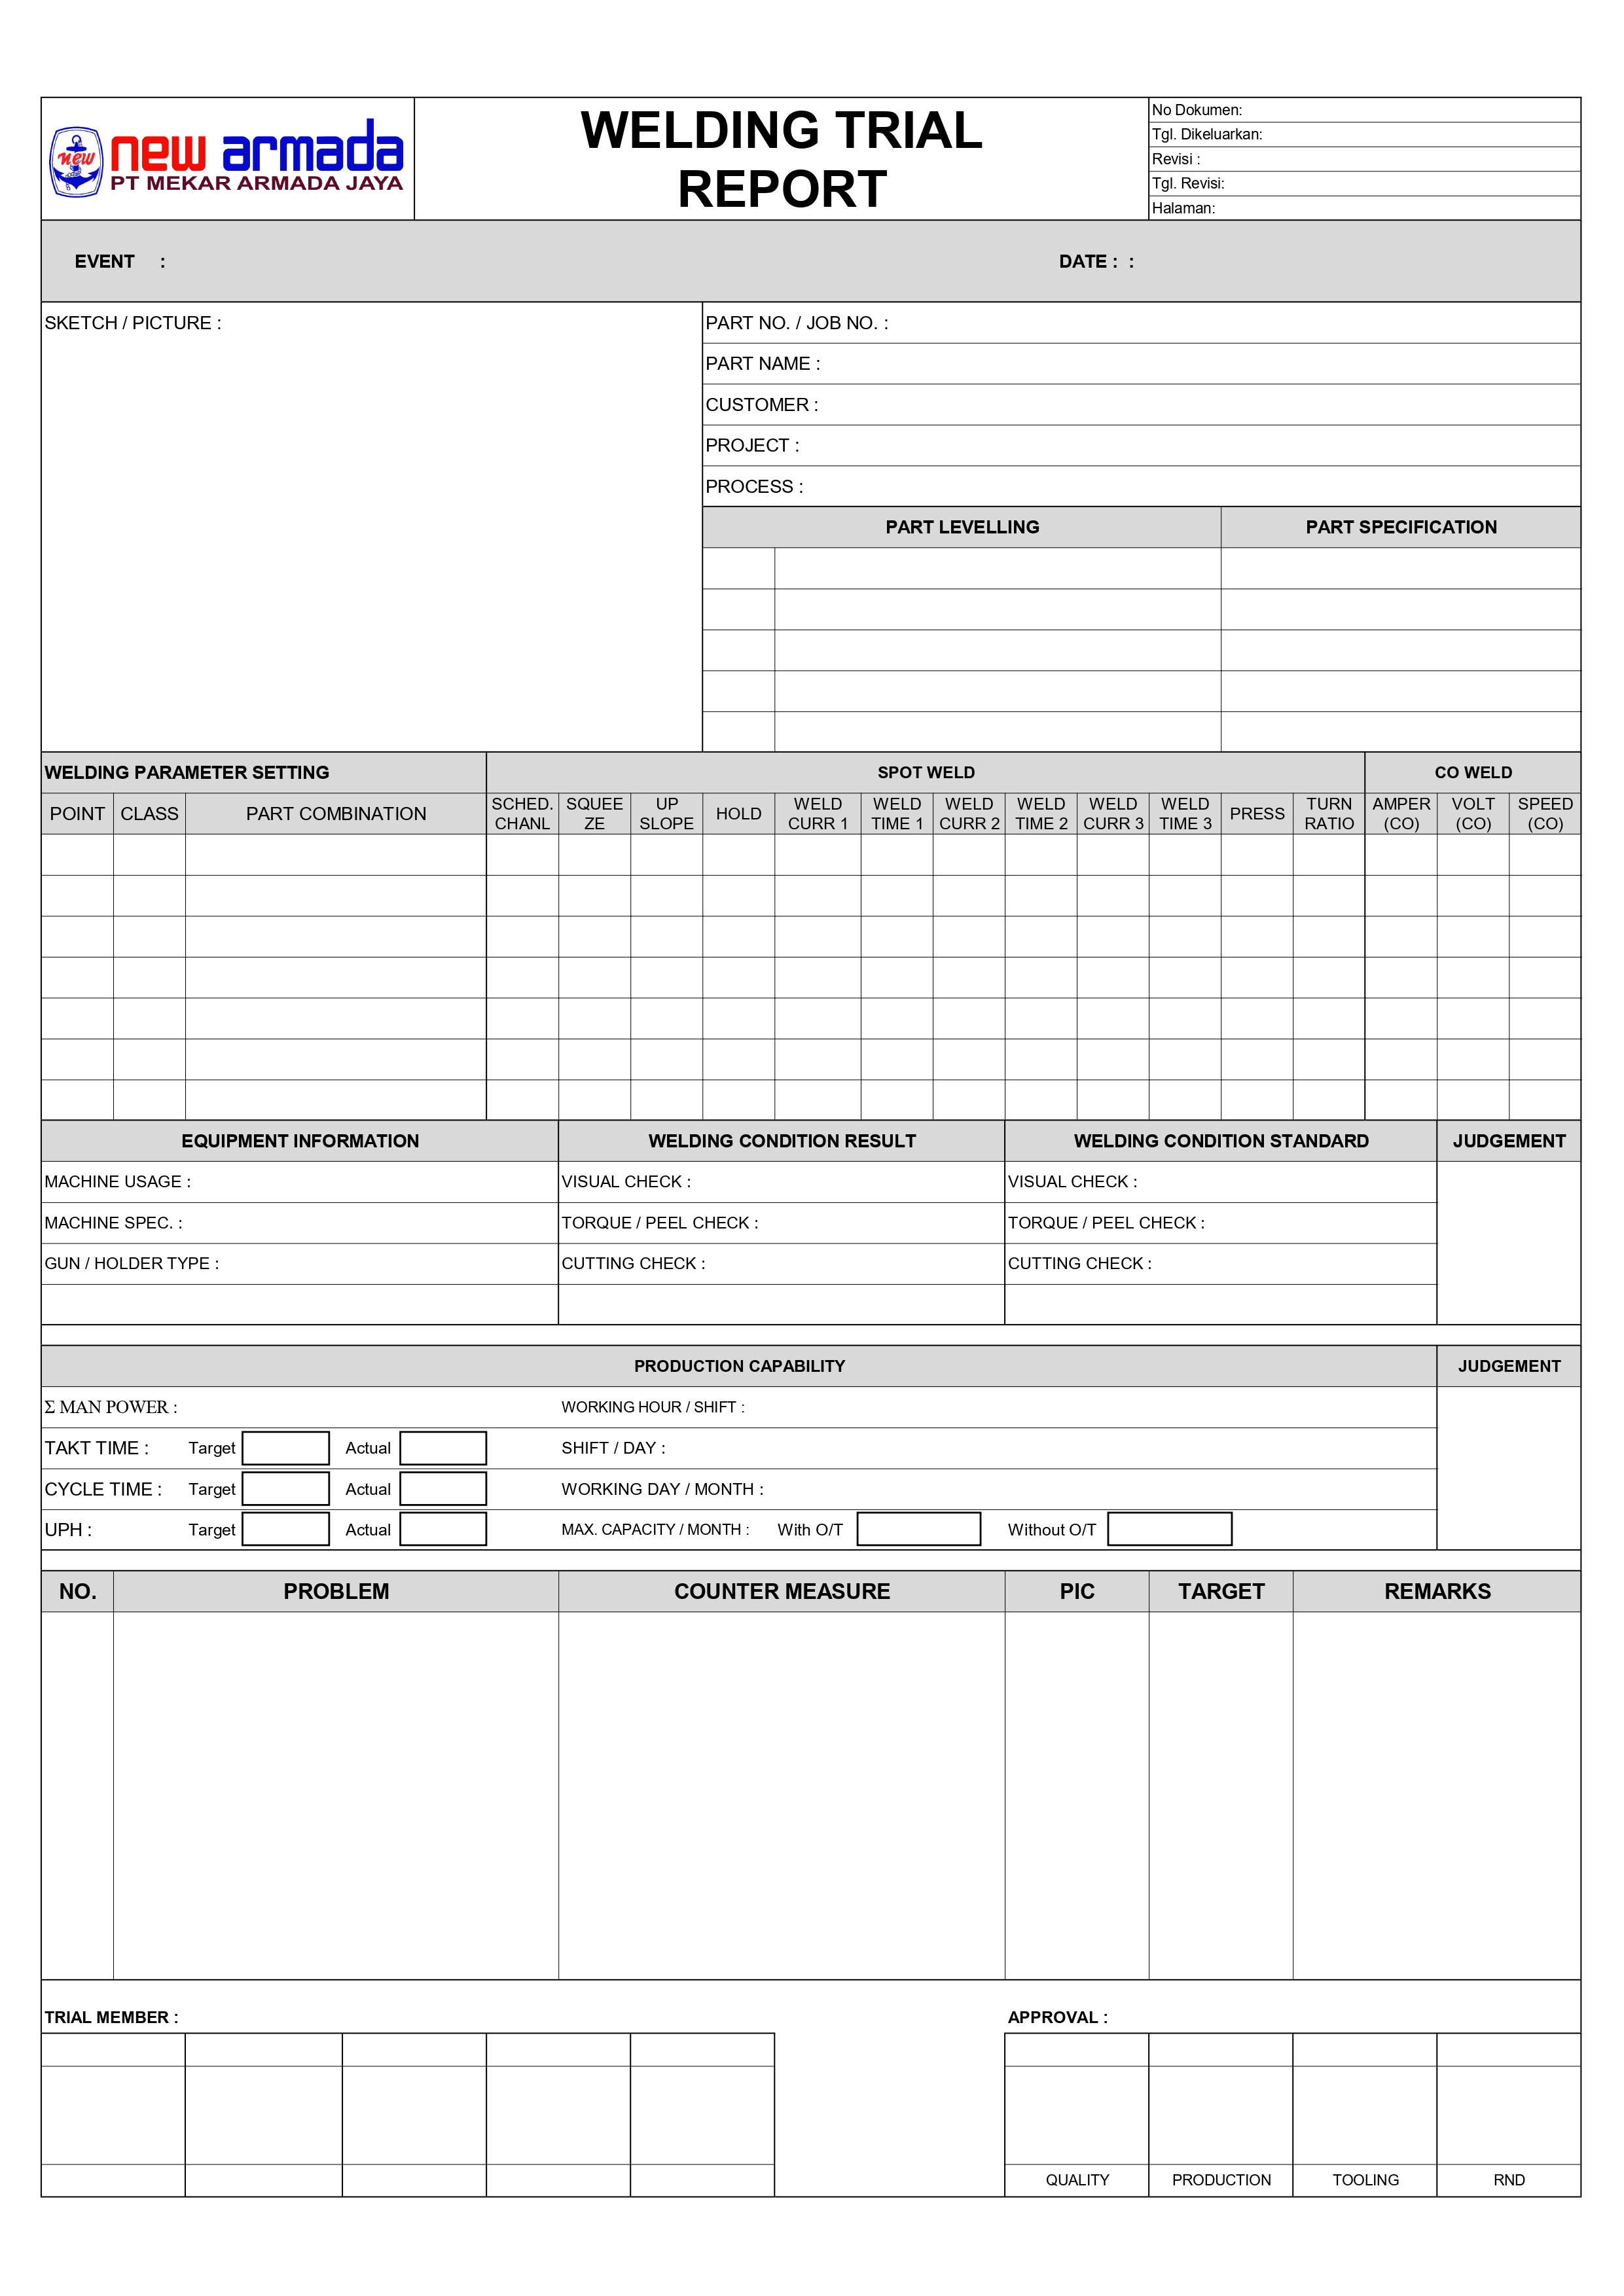 new
new armada
PT MEKAR ARMADA JAYA
WELDING TRIAL
REPORT
No Dokumen:
Tgl. Dikeluarkan:
Revisi :
Tgl. Revisi:
Halaman:
EVENT :
DATE : :
SKETCH / PICTURE :
PART NO. / JOB NO. :
PART NAME :
CUSTOMER :
PROJECT :
PROCESS :
PART LEVELLING PART SPECIFICATION
WELDING PARAMETER SETTING SPOT WELD CO WELD
POINT CLASS PART COMBINATION SCHED. CHANL SQUEE ZE UP SLOPE HOLD WELD CURR 1 WELD TIME 1 WELD CURR 2 WELD TIME 2 WELD CURR 3 WELD TIME 3 PRESS TURN RATIO AMPER (CO) VOLT (CO) SPEED (CO)
EQUIPMENT INFORMATION WELDING CONDITION RESULT WELDING CONDITION STANDARD JUDGEMENT
MACHINE USAGE : VISUAL CHECK : VISUAL CHECK :
MACHINE SPEC. : TORQUE / PEEL CHECK : TORQUE / PEEL CHECK :
GUN / HOLDER TYPE : CUTTING CHECK : CUTTING CHECK :
PRODUCTION CAPABILITY JUDGEMENT
Σ MAN POWER : WORKING HOUR / SHIFT :
TAKT TIME : Target Actual SHIFT / DAY :
CYCLE TIME : Target Actual WORKING DAY / MONTH :
UPH : Target Actual MAX. CAPACITY / MONTH : With O/T Without O/T
NO. PROBLEM COUNTER MEASURE PIC TARGET REMARKS
TRIAL MEMBER : APPROVAL :
QUALITY PRODUCTION TOOLING RND